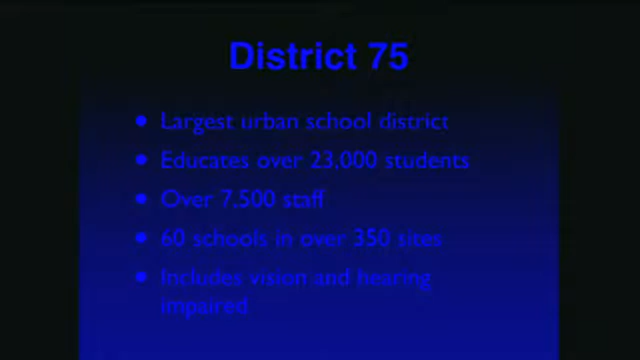 District 75
• Largest urban school district
• Educates over 23,000 students
• Over 7,500 staff
• 60 schools in over 350 sites
• Includes vision and hearing
impaired